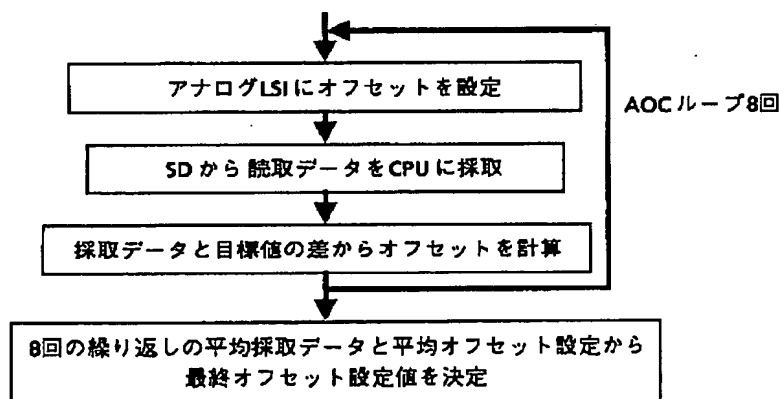 アナログLSIにオフセットを設定
AOCループ8回
SDから読取データをCPUに採取
採取データと目標値の差からオフセットを計算
8回の繰り返しの平均採取データと平均オフセット設定から
最終オフセット設定値を決定